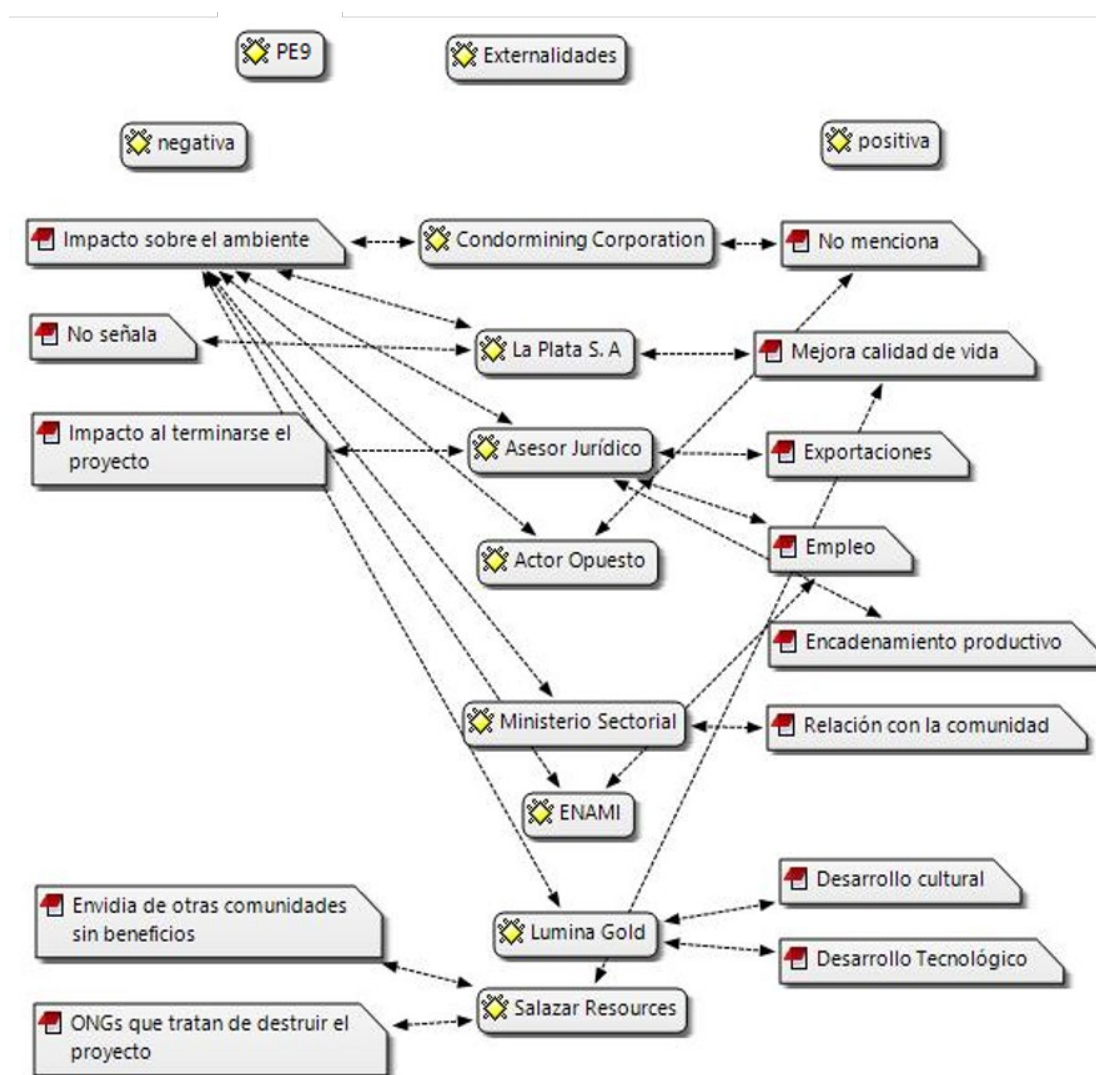 PE9
Externalidades
negativa
positiva
Impacto sobre el ambiente
Condormining Corporation
No menciona
No señala
La Plata S. A
Mejora calidad de vida
Impacto al terminarse el
proyecto
Asesor Jurídico
Exportaciones
Actor Opuesto
Empleo
Encadenamiento productivo
Ministerio Sectorial
Relación con la comunidad
ENAMI
Desarrollo cultural
Envidia de otras comunidades
sin beneficios
Lumina Gold
Desarrollo Tecnológico
Salazar Resources
ONGs que tratan de destruir el
proyecto